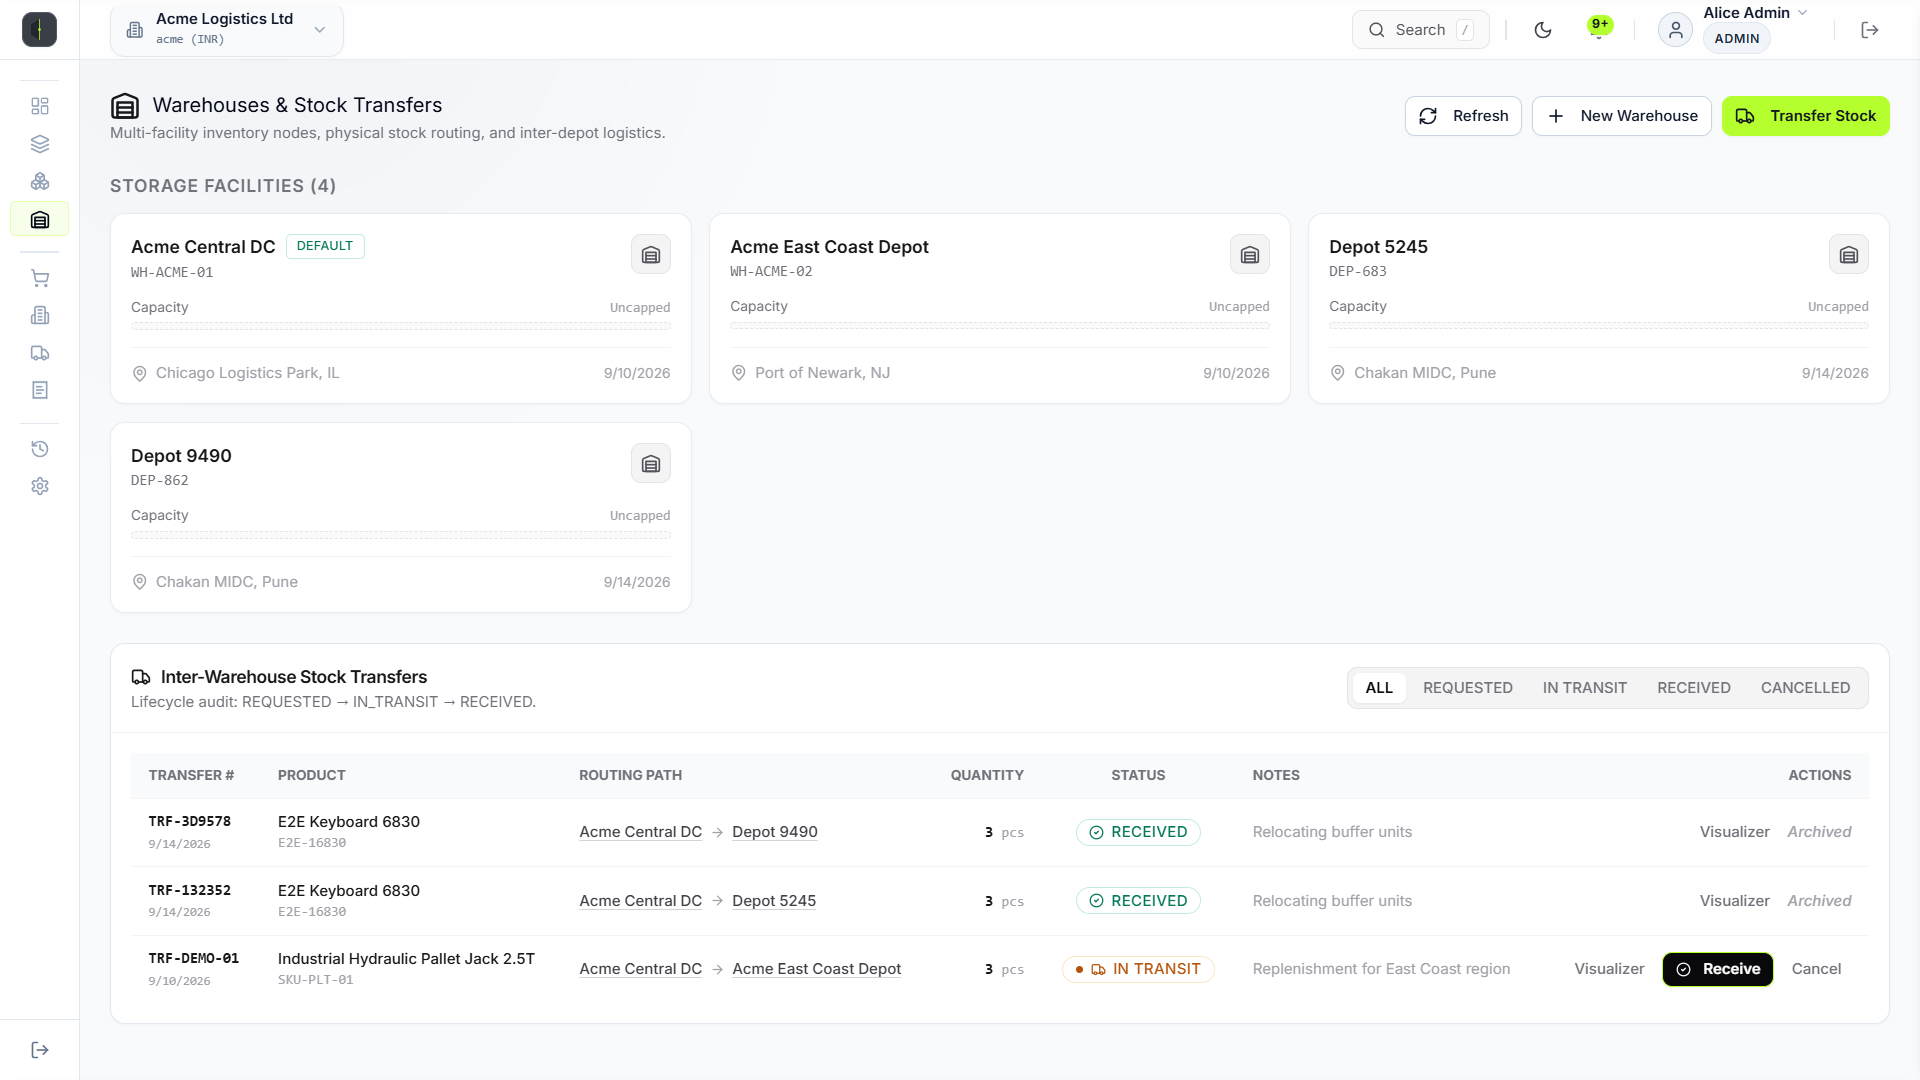 Acme Logistics Ltd
acme (INR)
Search /
9+
Alice Admin
ADMIN
Warehouses & Stock Transfers
Multi-facility inventory nodes, physical stock routing, and inter-depot logistics.
Refresh
New Warehouse
Transfer Stock
STORAGE FACILITIES (4)
Acme Central DC DEFAULT
WH-ACME-01
Capacity Uncapped
Chicago Logistics Park, IL 9/10/2026
Acme East Coast Depot
WH-ACME-02
Capacity Uncapped
Port of Newark, NJ 9/10/2026
Depot 5245
DEP-683
Capacity Uncapped
Chakan MIDC, Pune 9/14/2026
Depot 9490
DEP-862
Capacity Uncapped
Chakan MIDC, Pune 9/14/2026
Inter-Warehouse Stock Transfers
Lifecycle audit: REQUESTED → IN_TRANSIT → RECEIVED.
ALL REQUESTED IN TRANSIT RECEIVED CANCELLED
TRANSFER # PRODUCT ROUTING PATH QUANTITY STATUS NOTES ACTIONS
TRF-3D9578 E2E Keyboard 6830 Acme Central DC → Depot 9490 3 pcs RECEIVED Relocating buffer units Visualizer Archived
9/14/2026 E2E-16830
TRF-132352 E2E Keyboard 6830 Acme Central DC → Depot 5245 3 pcs RECEIVED Relocating buffer units Visualizer Archived
9/14/2026 E2E-16830
TRF-DEMO-01 Industrial Hydraulic Pallet Jack 2.5T Acme Central DC → Acme East Coast Depot 3 pcs IN TRANSIT Replenishment for East Coast region Visualizer Receive Cancel
9/10/2026 SKU-PLT-01